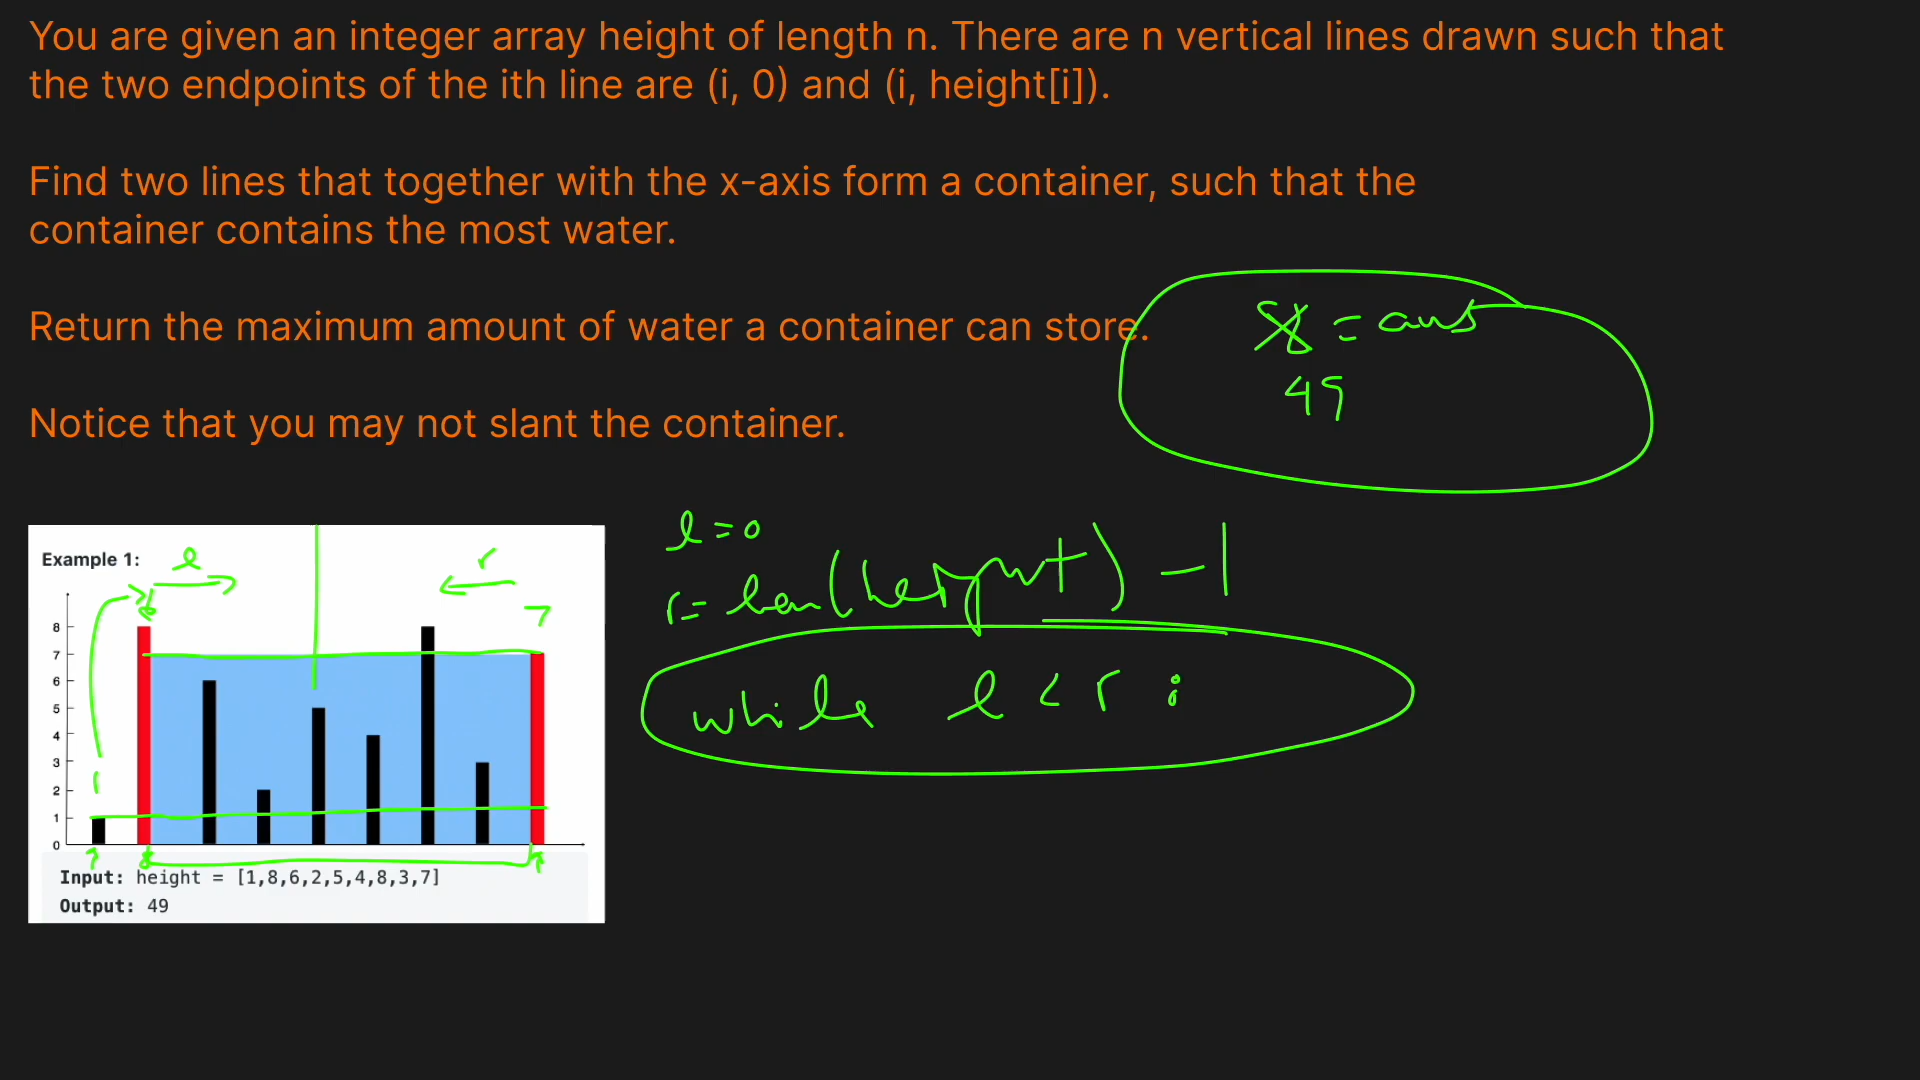 You are given an integer array height of length n. There are n vertical lines drawn such that
the two endpoints of the ith line are (i, 0) and (i, height[i]).
Find two lines that together with the x-axis form a container, such that the
container contains the most water.
Return the maximum amount of water a container can store.
Notice that you may not slant the container.
8 = ans
49
l=0
r=len(height)-1
while l < r :
Example 1:
l r
8 7
8
7
6
5
4
3
2
1
0
1
Input: height = [1,8,6,2,5,4,8,3,7]
Output: 49